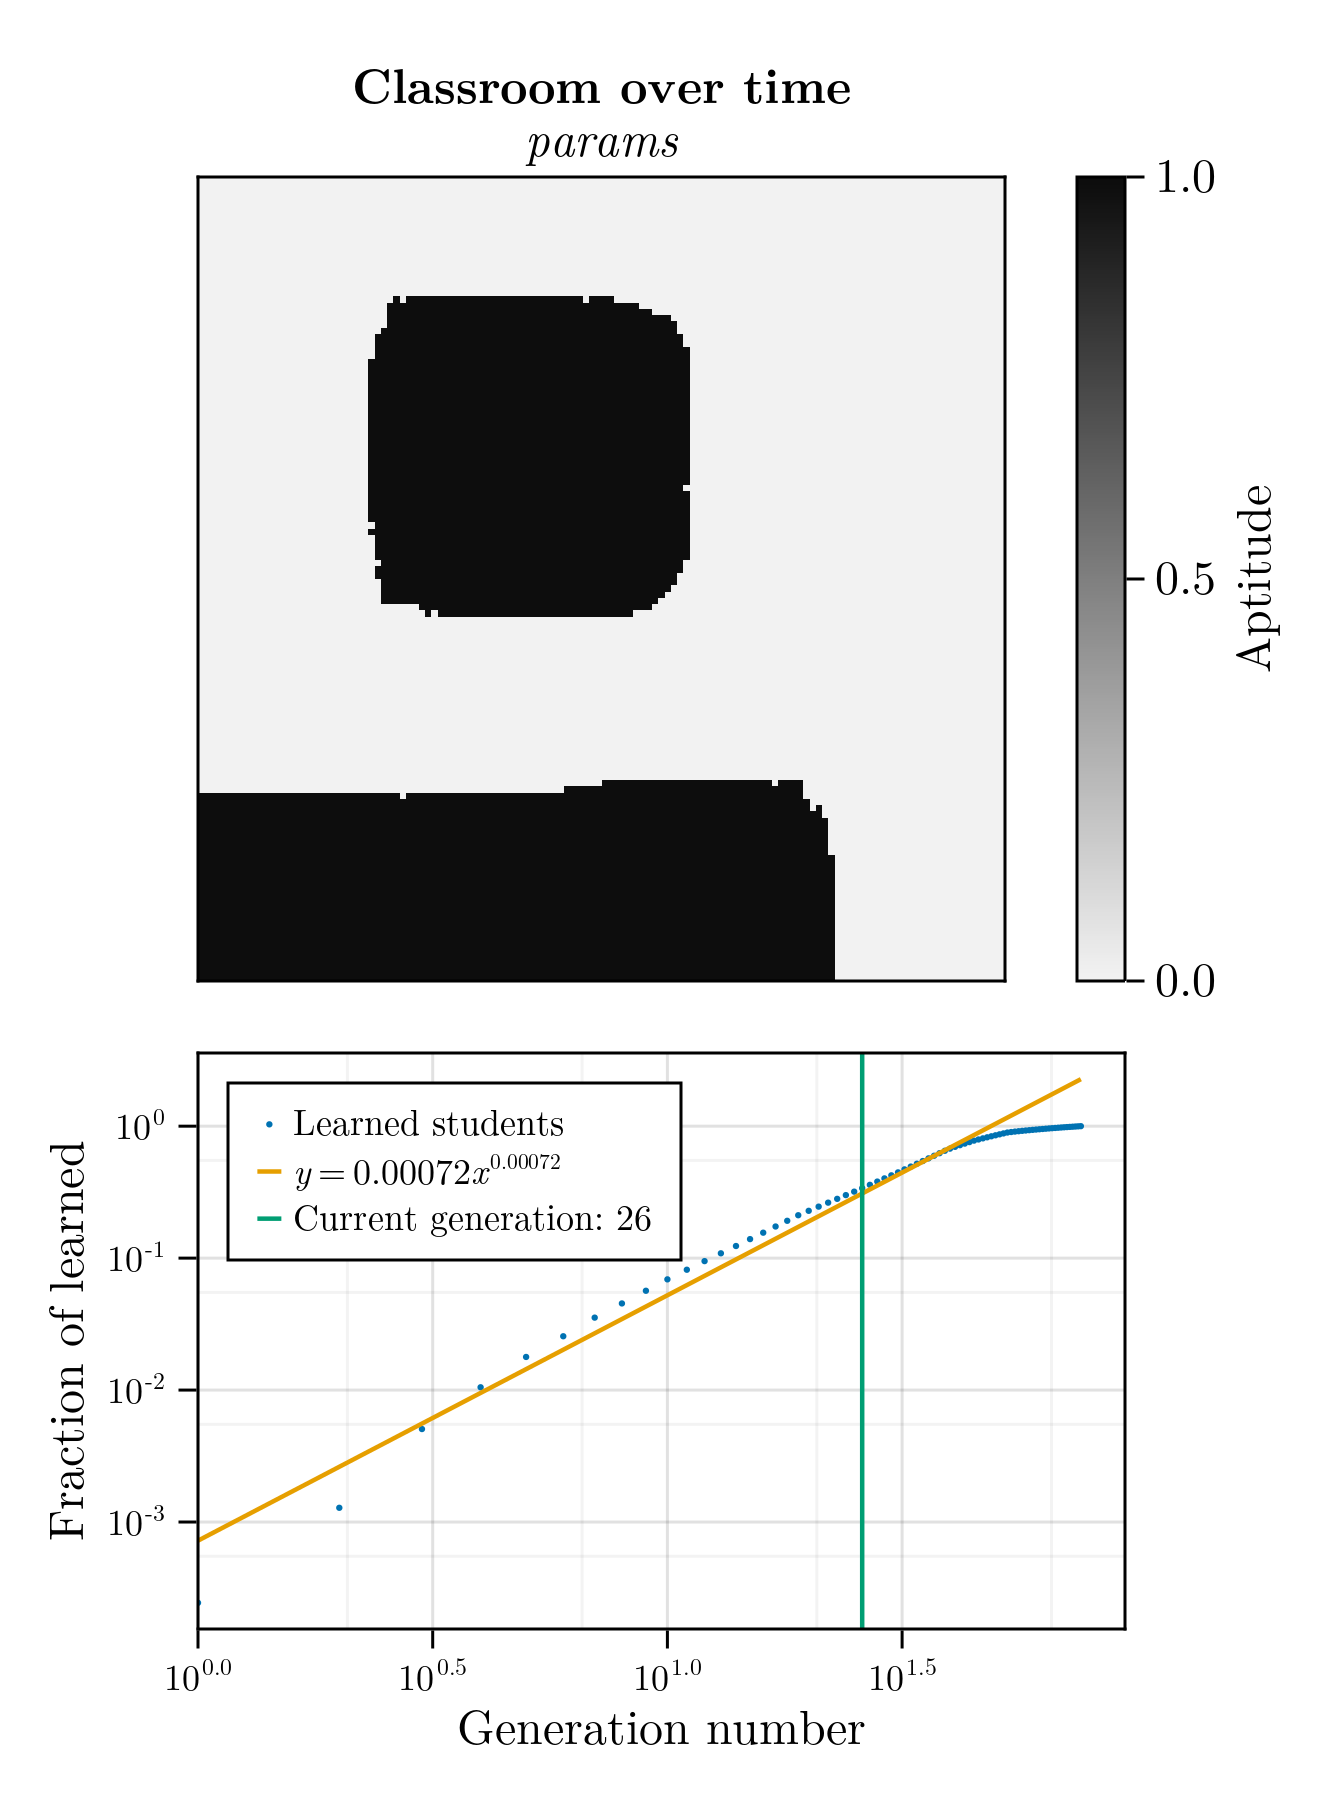 Classroom over time
params
1.0
0.5
0.0
Aptitude
Learned students
y = 0.00072x^0.00072
Current generation: 26
Fraction of learned
10^0
10^-1
10^-2
10^-3
10^0.0 10^0.5 10^1.0 10^1.5
Generation number